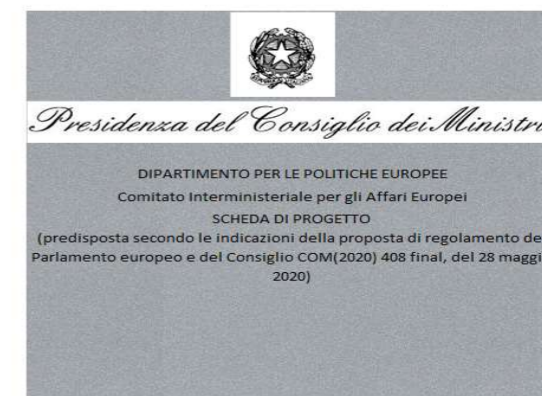 Presidenza del Consiglio dei Ministri
DIPARTIMENTO PER LE POLITICHE EUROPEE
Comitato Interministeriale per gli Affari Europei
SCHEDA DI PROGETTO
(predisposta secondo le indicazioni della proposta di regolamento de
Parlamento europeo e del Consiglio COM(2020) 408 final, del 28 maggi
2020)